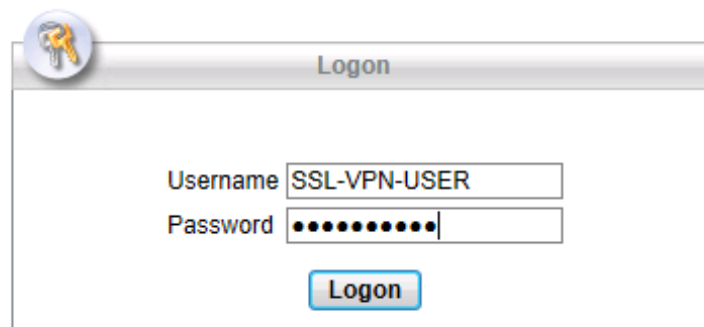 Logon
Username SSL-VPN-USER
Password ••••••••••
Logon